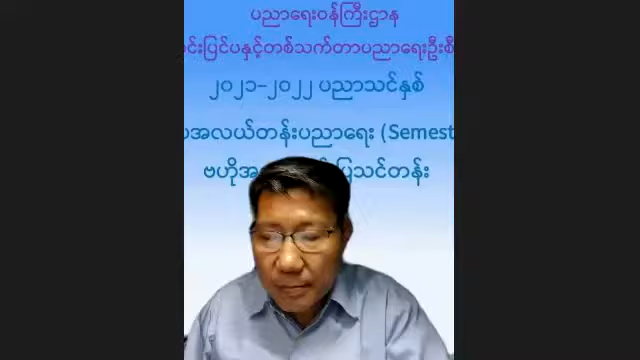 ပညာရေးဝန်ကြီးဌာန
ပြင်ပနှင့်တစ်သက်တာပညာရေးဦးစီ
၂၀၂၁–၂၀၂၂ ပညာသင်နှစ်
အလယ်တန်းပညာရေး (Semest
ဗဟိုအ ပြသင်တန်း